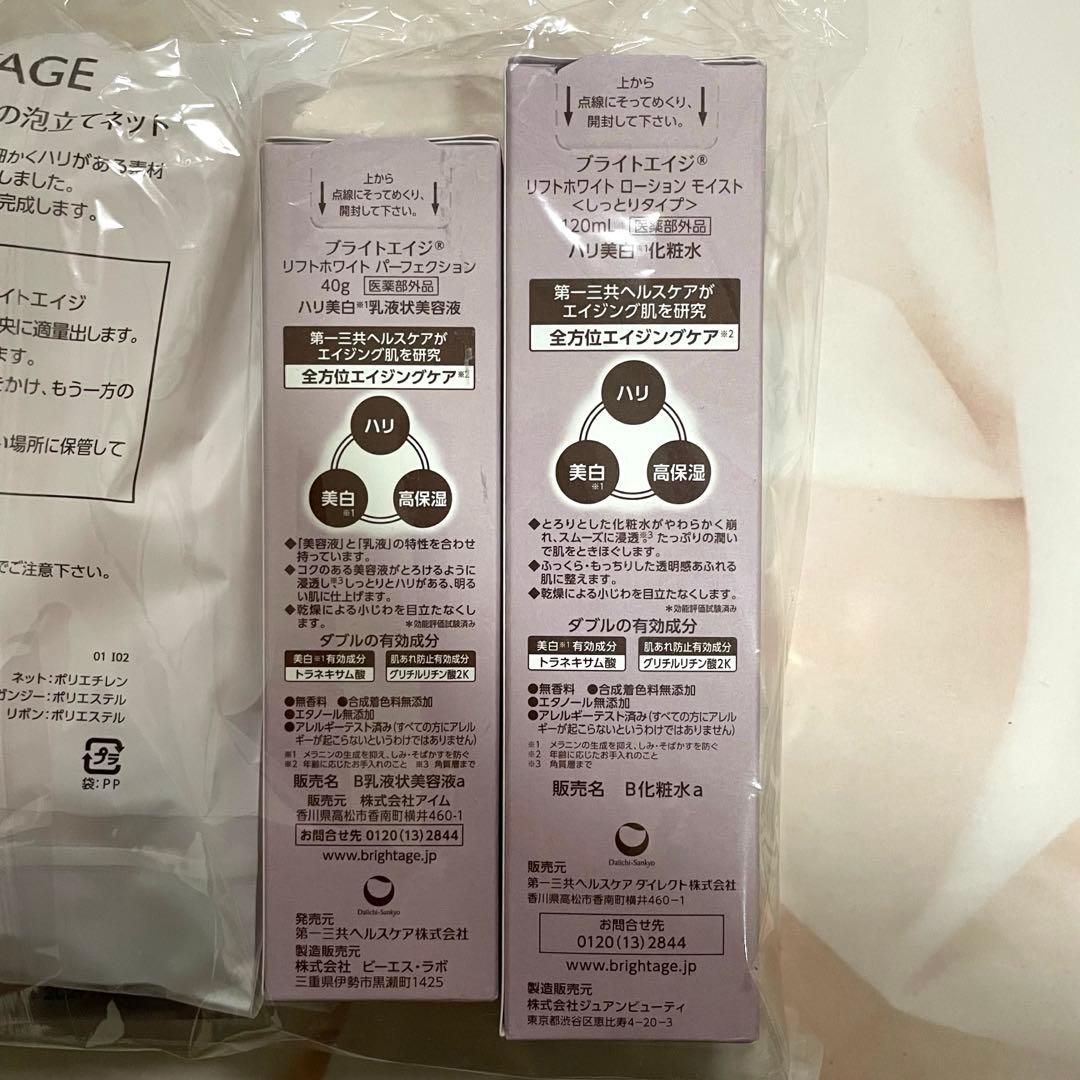 TAGE
の泡立てネット
細かくハリがある素材
しました。
完成します。
イトエイジ
央に適量出します。
ます。
をかけ、もう一方の
い場所に保管して
でご注意下さい。
01 I02
ネット:ポリエチレン
ガンジー:ポリエステル
リボン:ポリエステル
プラ
袋:PP
上から
点線にそってめくり、
開封して下さい。
ブライトエイジ®
リフトホワイト パーフェクション
40g 医薬部外品
ハリ美白※1乳液状美容液
第一三共ヘルスケアが
エイジング肌を研究
全方位エイジングケア※2
ハリ
美白※1
高保湿
◆「美容液」と「乳液」の特性を合わせ
持っています。
◆コクのある美容液がとろけるように
浸透し※3しっとりとハリがある、明る
い肌に仕上げます。
◆乾燥による小じわを目立たなくし
ます。 *効能評価試験済み
ダブルの有効成分
美白※1有効成分
トラネキサム酸
肌あれ防止有効成分
グリチルリチン酸2K
●無香料 ●合成着色料無添加
●エタノール無添加
●アレルギーテスト済み(すべての方にアレル
ギーが起こらないというわけではありません)
※1 メラニンの生成を抑え、しみ・そばかすを防ぐ
※2 年齢に応じたお手入れのこと ※3 角質層まで
販売名 B乳液状美容液a
販売元 株式会社アイム
香川県高松市香南町横井460-1
お問合せ先 0120(13)2844
www.brightage.jp
Daiichi-Sankyo
発売元
第一三共ヘルスケア株式会社
製造販売元
株式会社 ビーエス・ラボ
三重県伊勢市黒瀬町1425
上から
点線にそってめくり、
開封して下さい。
ブライトエイジ®
リフトホワイト ローション モイスト
<しっとりタイプ>
120mL 医薬部外品
ハリ美白※1化粧水
第一三共ヘルスケアが
エイジング肌を研究
全方位エイジングケア※2
ハリ
美白※1
高保湿
◆とろりとした化粧水がやわらかく崩
れ、スムーズに浸透※3。たっぷりの潤い
で肌をときほぐします。
◆ふっくら・もっちりした透明感あふれる
肌に整えます。
◆乾燥による小じわを目立たなくします。
*効能評価試験済み
ダブルの有効成分
美白※1有効成分
トラネキサム酸
肌あれ防止有効成分
グリチルリチン酸2K
●無香料 ●合成着色料無添加
●エタノール無添加
●アレルギーテスト済み(すべての方にアレル
ギーが起こらないというわけではありません)
※1 メラニンの生成を抑え、しみ・そばかすを防ぐ
※2 年齢に応じたお手入れのこと
※3 角質層まで
販売名 B化粧水a
Daiichi-Sankyo
販売元
第一三共ヘルスケア ダイレクト株式会社
香川県高松市香南町横井460-1
お問合せ先
0120(13)2844
www.brightage.jp
製造販売元
株式会社ジュアンビューティ
東京都渋谷区恵比寿4-20-3